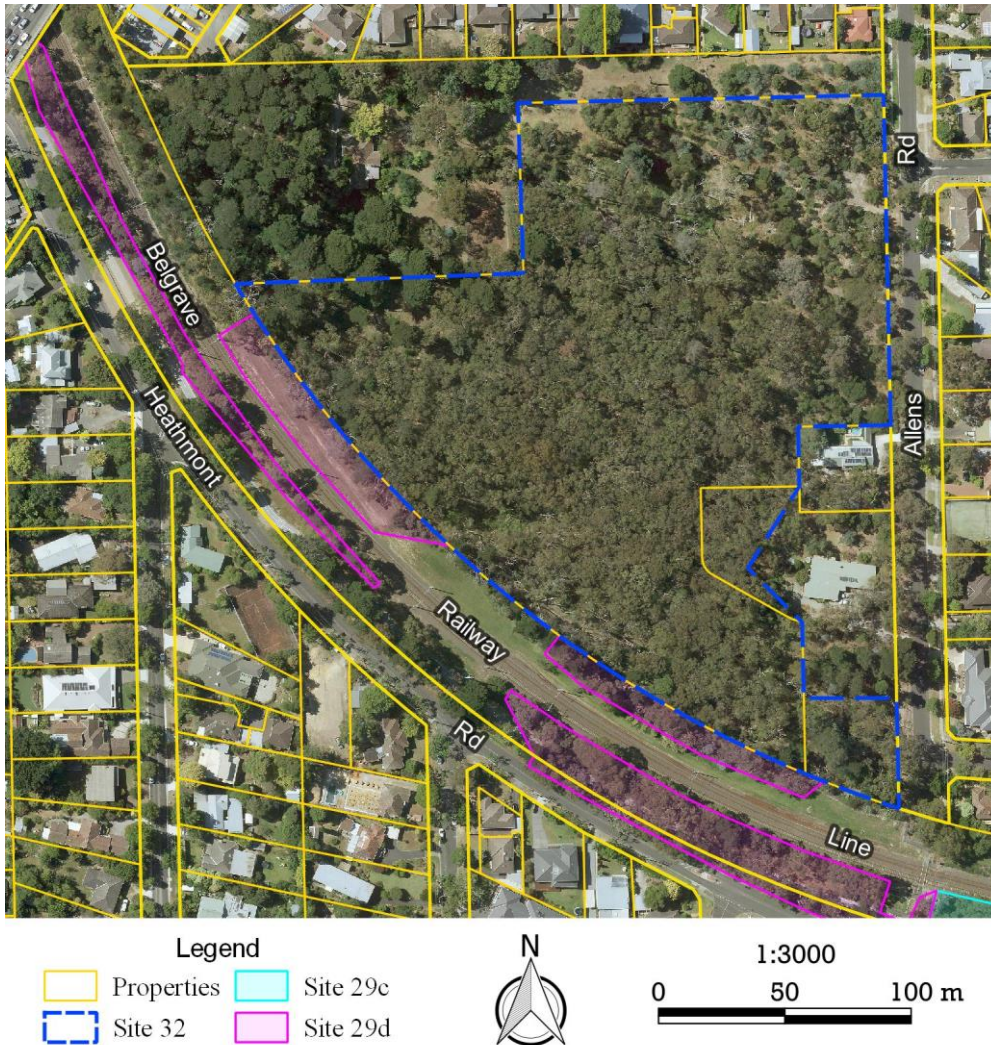 Rd
Belgrave
Heathmont
Allens
Railway
Rd
Line
Legend
Properties
Site 29c
Site 32
Site 29d
N
1:3000
0 50 100 m